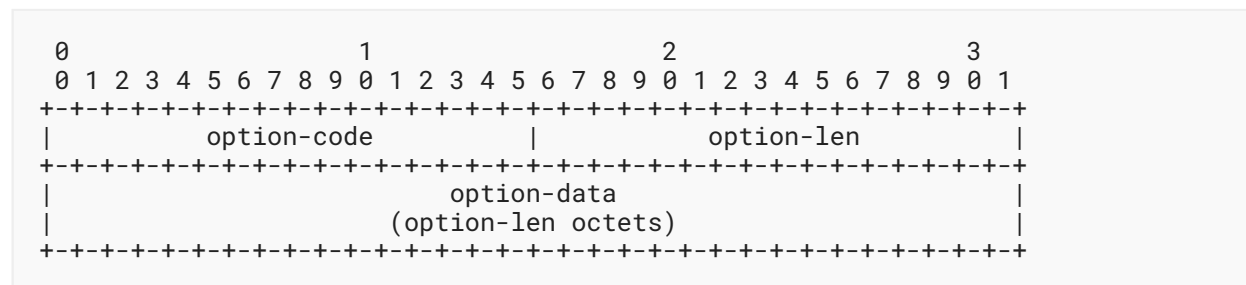 0                   1                   2                   3
 0 1 2 3 4 5 6 7 8 9 0 1 2 3 4 5 6 7 8 9 0 1 2 3 4 5 6 7 8 9 0 1
+-+-+-+-+-+-+-+-+-+-+-+-+-+-+-+-+-+-+-+-+-+-+-+-+-+-+-+-+-+-+-+-+
|          option-code          |           option-len          |
+-+-+-+-+-+-+-+-+-+-+-+-+-+-+-+-+-+-+-+-+-+-+-+-+-+-+-+-+-+-+-+-+
|                          option-data                          |
|                      (option-len octets)                      |
+-+-+-+-+-+-+-+-+-+-+-+-+-+-+-+-+-+-+-+-+-+-+-+-+-+-+-+-+-+-+-+-+